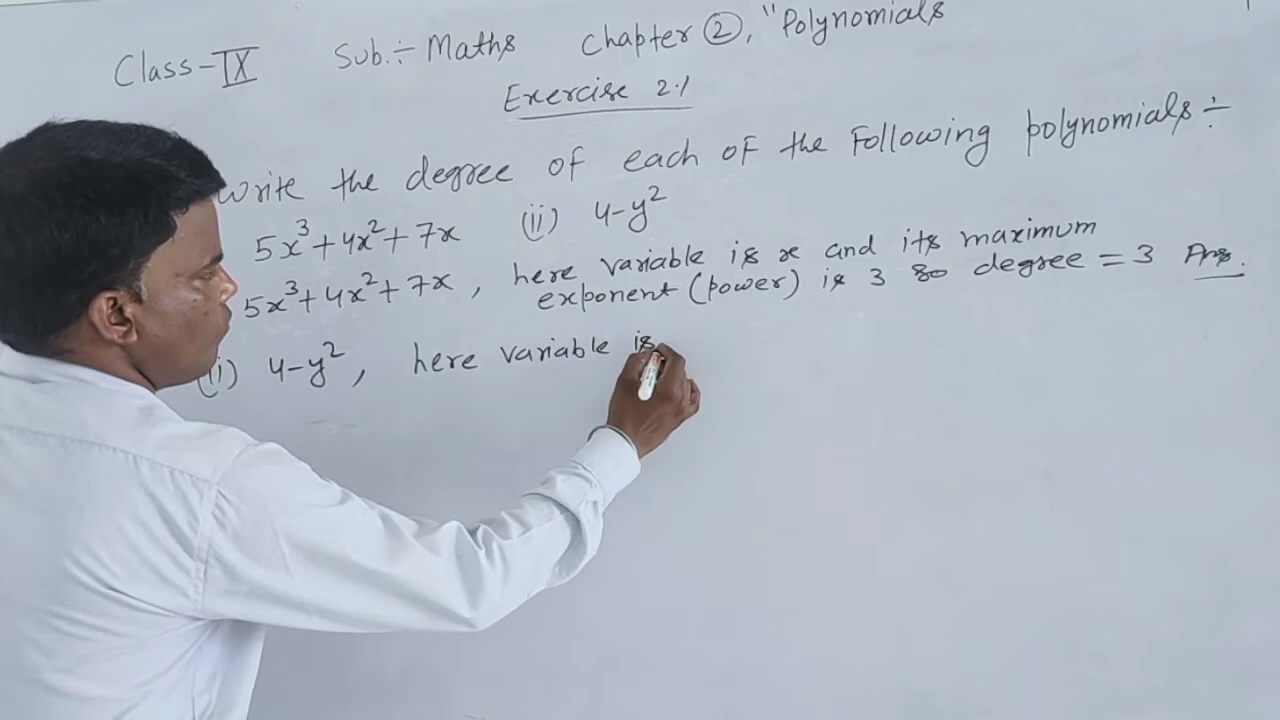 Class-IX Sub.÷ Maths Chapter ②, "Polynomials
Exercise 2.1
write the degree of each of the Following polynomials ÷
5x³+4x²+7x (ii) 4-y²
5x³+4x²+7x, here variable is x and its maximum
exponent (power) is 3 so degree = 3 Ans.
(ii) 4-y², here variable is